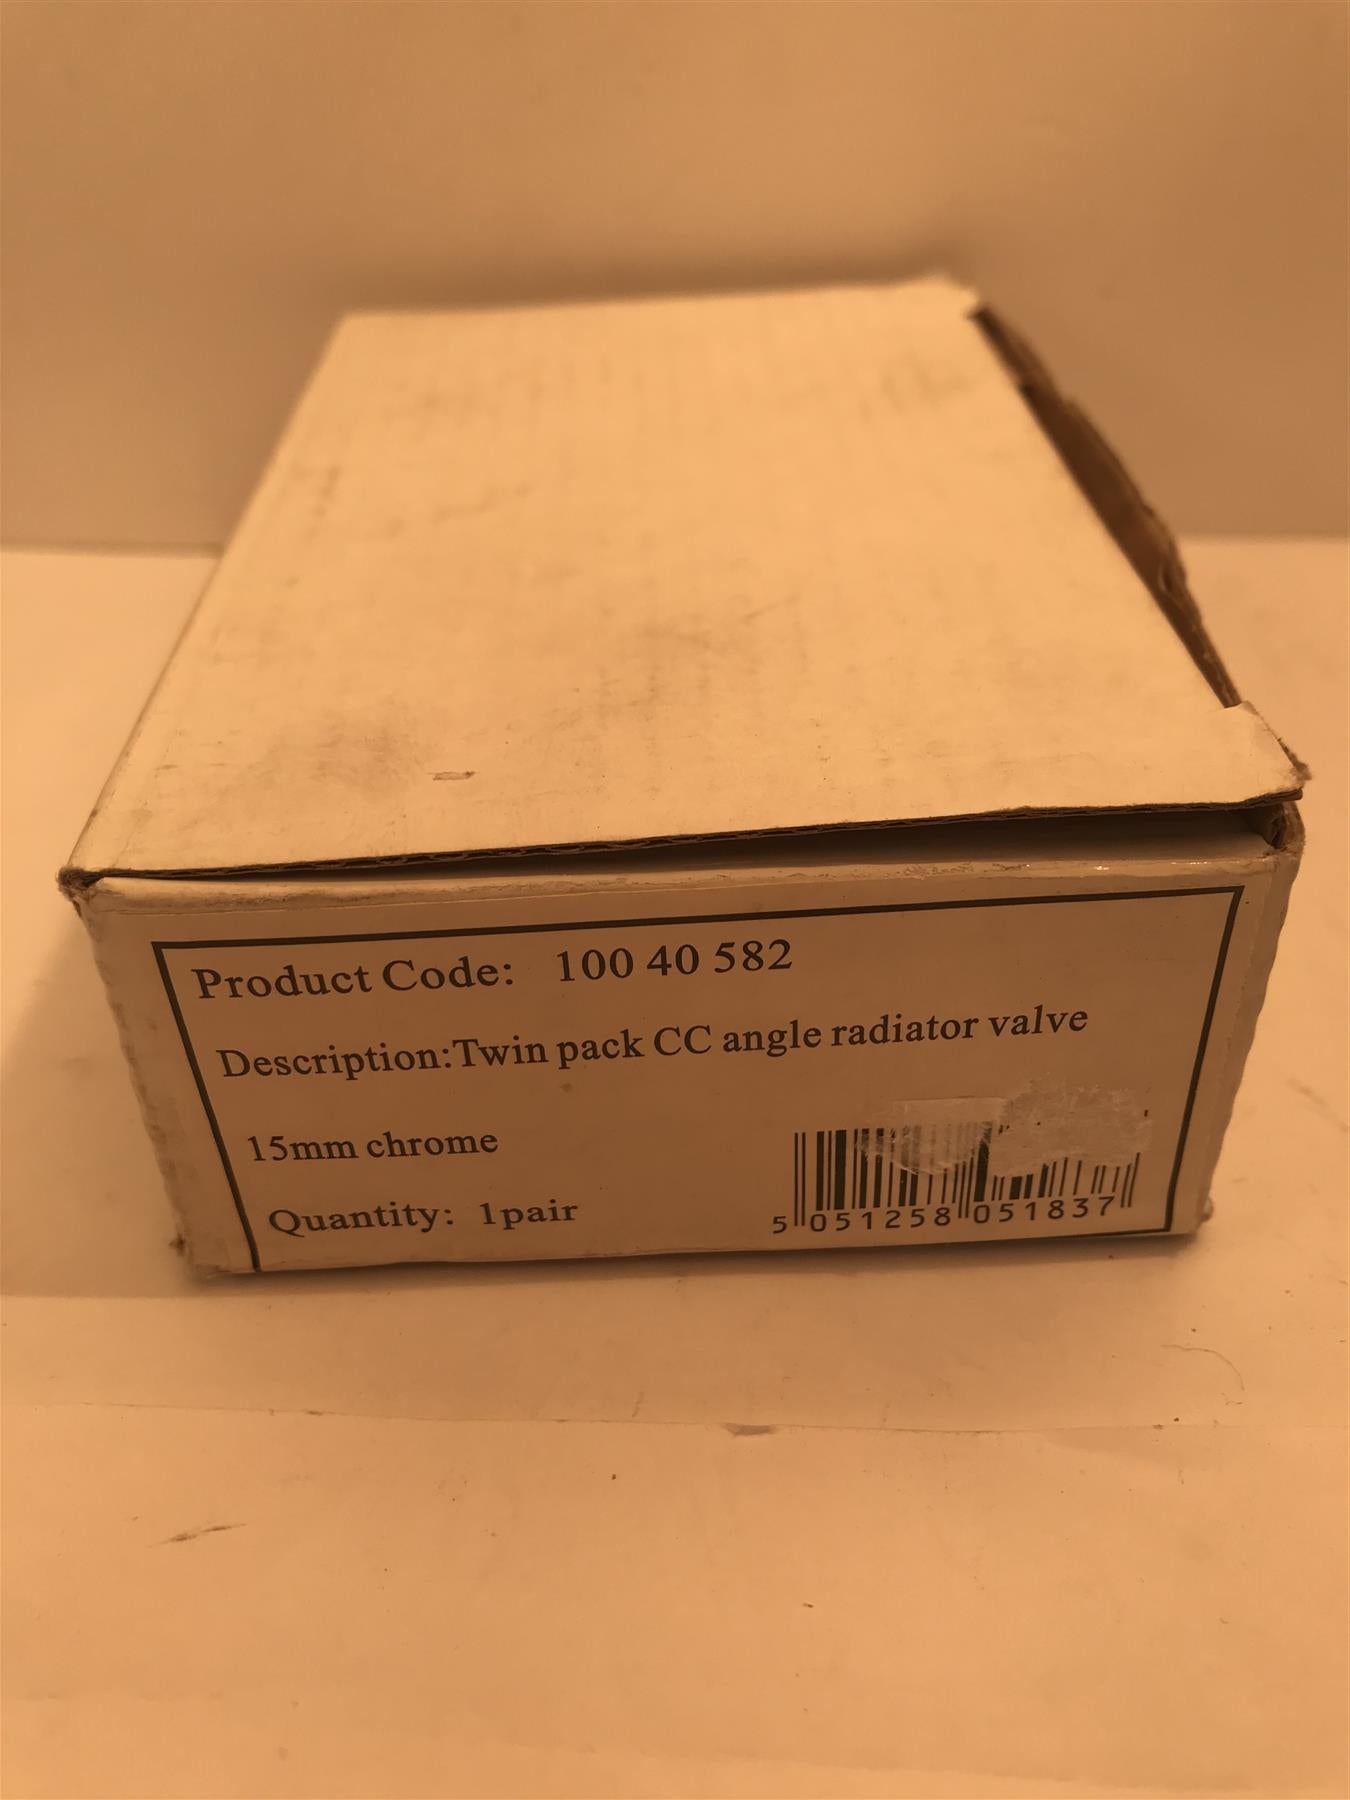 Product Code: 100 40 582
Description:Twin pack CC angle radiator valve
15mm chrome
Quantity: 1pair
5 051258 051837